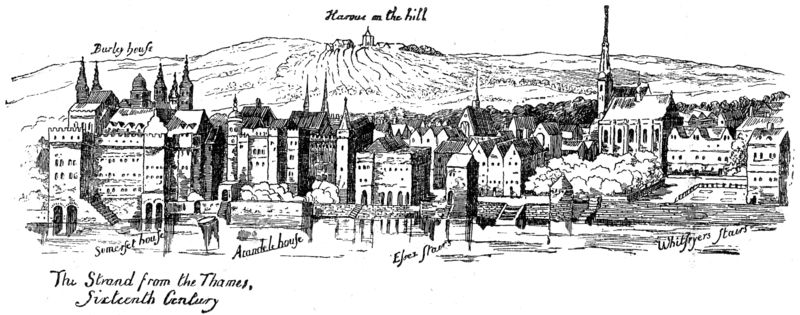 Harowe on the hill
Burley house
Somerset house
Arundele house
Essex Stairs
Whitfryers Stairs
The Strand from the Thames,
Sixteenth Century